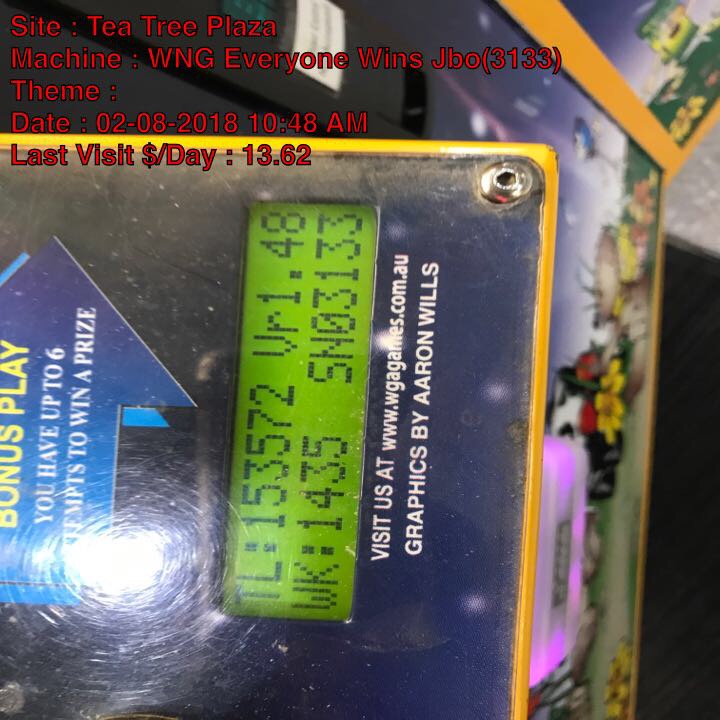 Site : Tea Tree Plaza
Machine : WNG Everyone Wins Jbo(3133)
Theme :
Date : 02-08-2018 10:48 AM
Last Visit $/Day : 13.62
BONUS PLAY
YOU HAVE UP TO 6
TEMPTS TO WIN A PRIZE
TL:153572 Vr1.48
WK:1435 SN03133
VISIT US AT www.wgagames.com.au
GRAPHICS BY AARON WILLS